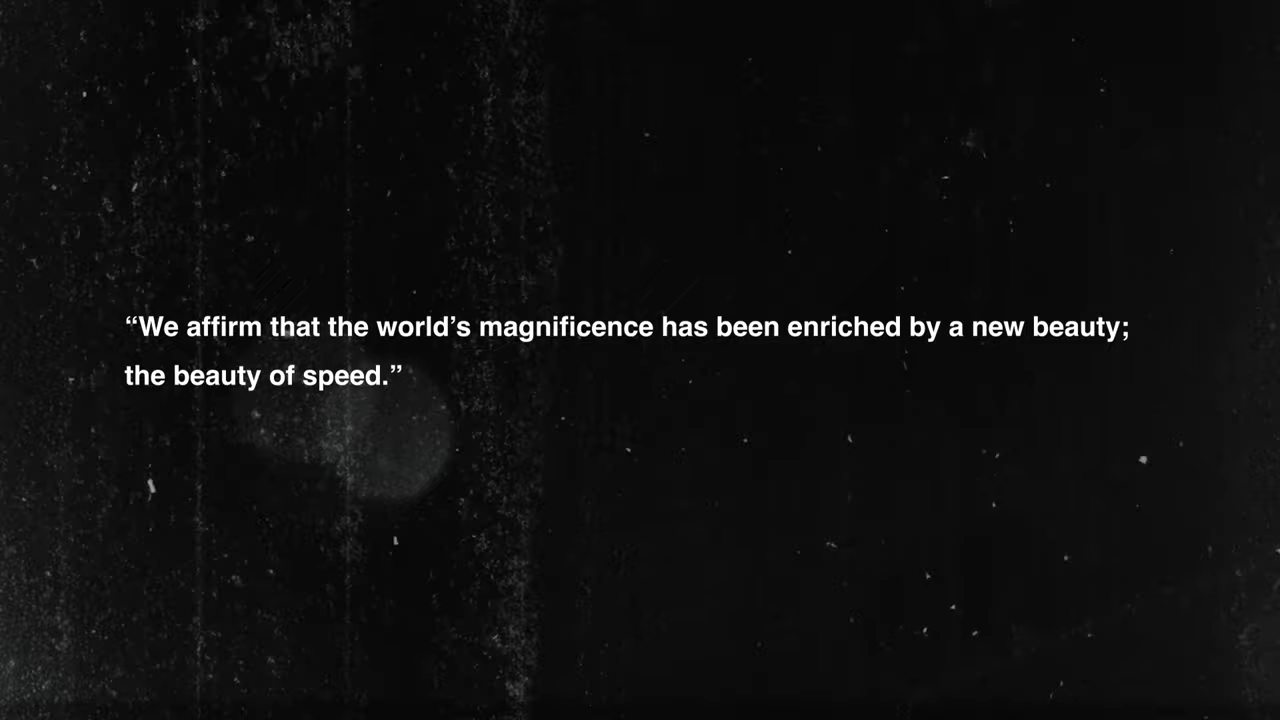 “We affirm that the world’s magnificence has been enriched by a new beauty;
the beauty of speed.”